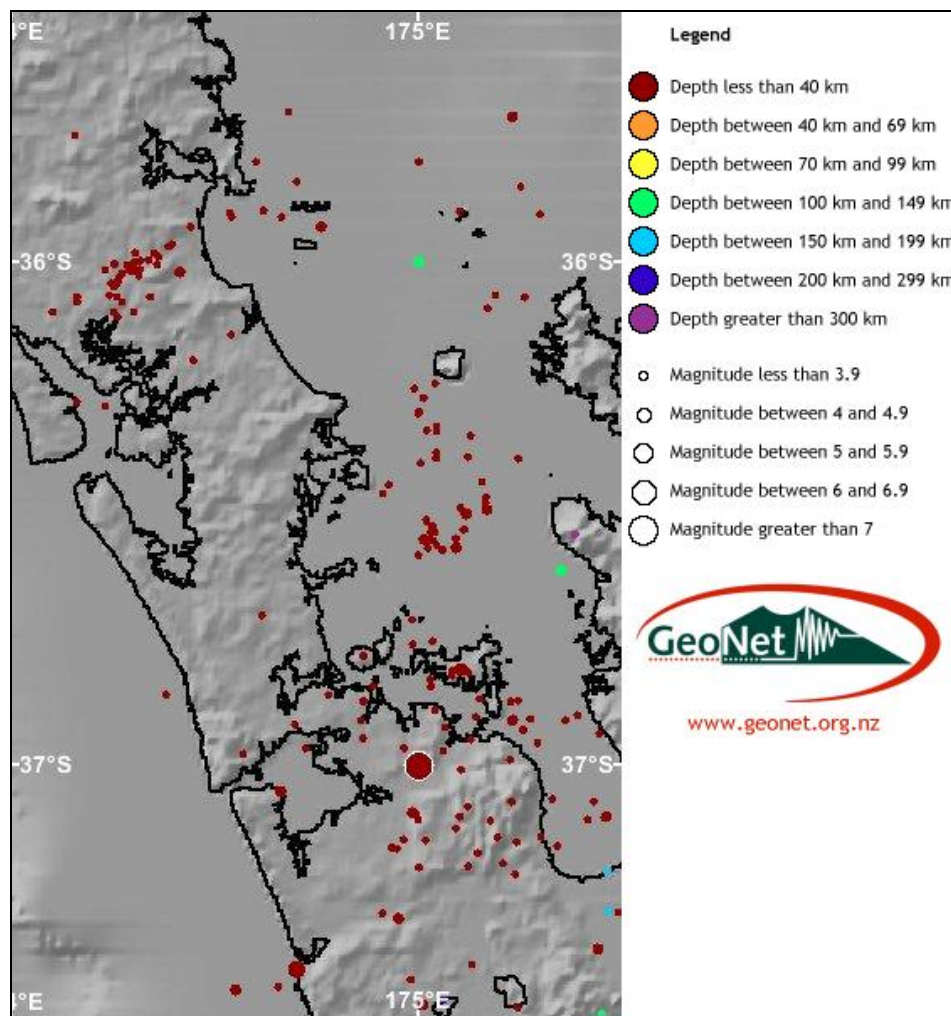 4°E
175°E
36°S
36°S
37°S
37°S
4°E
175°E
Legend
Depth less than 40 km
Depth between 40 km and 69 km
Depth between 70 km and 99 km
Depth between 100 km and 149 km
Depth between 150 km and 199 km
Depth between 200 km and 299 km
Depth greater than 300 km
Magnitude less than 3.9
Magnitude between 4 and 4.9
Magnitude between 5 and 5.9
Magnitude between 6 and 6.9
Magnitude greater than 7
GeoNet
www.geonet.org.nz